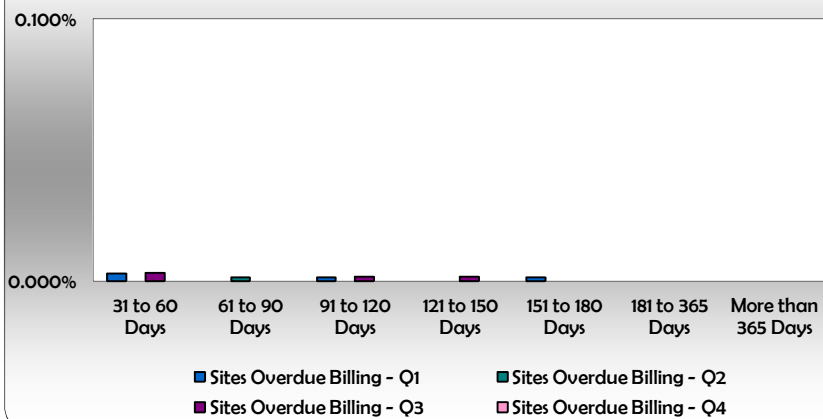 0.100%
0.000%
31 to 60 Days
61 to 90 Days
91 to 120 Days
121 to 150 Days
151 to 180 Days
181 to 365 Days
More than 365 Days
Sites Overdue Billing - Q1
Sites Overdue Billing - Q2
Sites Overdue Billing - Q3
Sites Overdue Billing - Q4